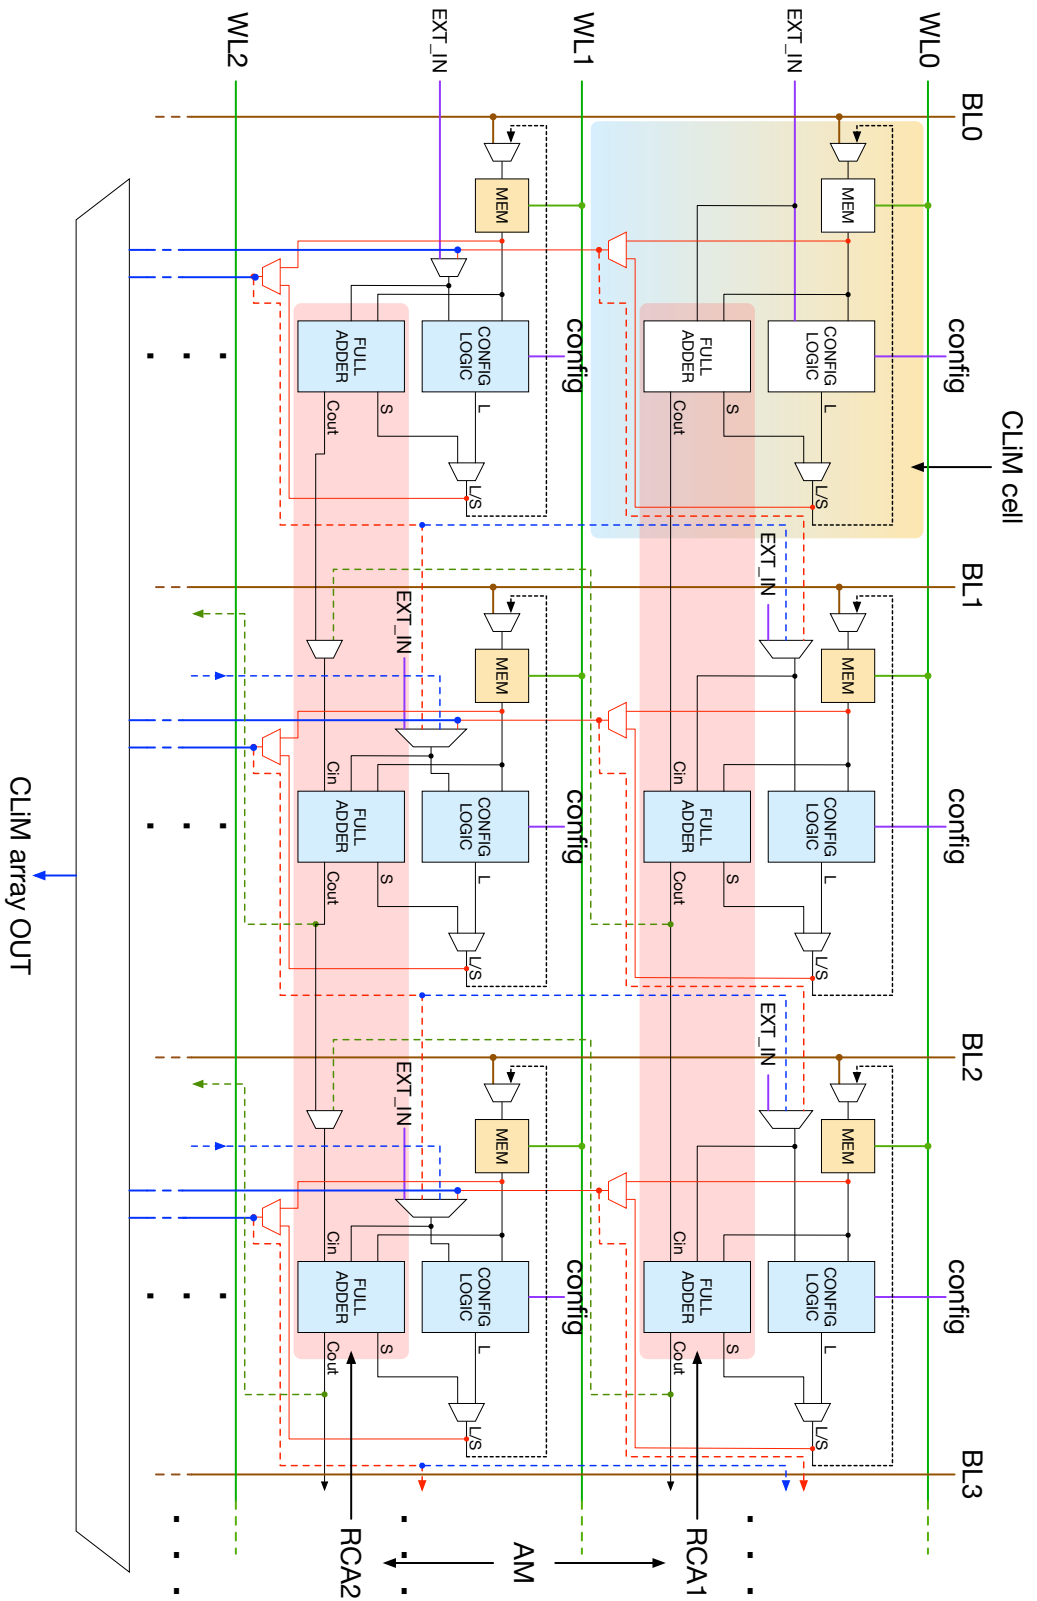 CLiM cell
BL0
BL1
BL2
BL3
config
config
config
WL0
MEM
MEM
MEM
L
L/S
L
L/S
L
L/S
EXT_IN
CONFIG
LOGIC
EXT_IN
CONFIG
LOGIC
EXT_IN
CONFIG
LOGIC
FULL
ADDER
S
Cout
Cin
FULL
ADDER
S
Cout
Cin
FULL
ADDER
S
Cout
RCA1
WL1
config
config
config
AM
MEM
MEM
MEM
L
L/S
L
L/S
L
L/S
EXT_IN
CONFIG
LOGIC
EXT_IN
CONFIG
LOGIC
EXT_IN
CONFIG
LOGIC
FULL
ADDER
S
Cout
Cin
FULL
ADDER
S
Cout
Cin
FULL
ADDER
S
Cout
RCA2
WL2
CLiM array OUT